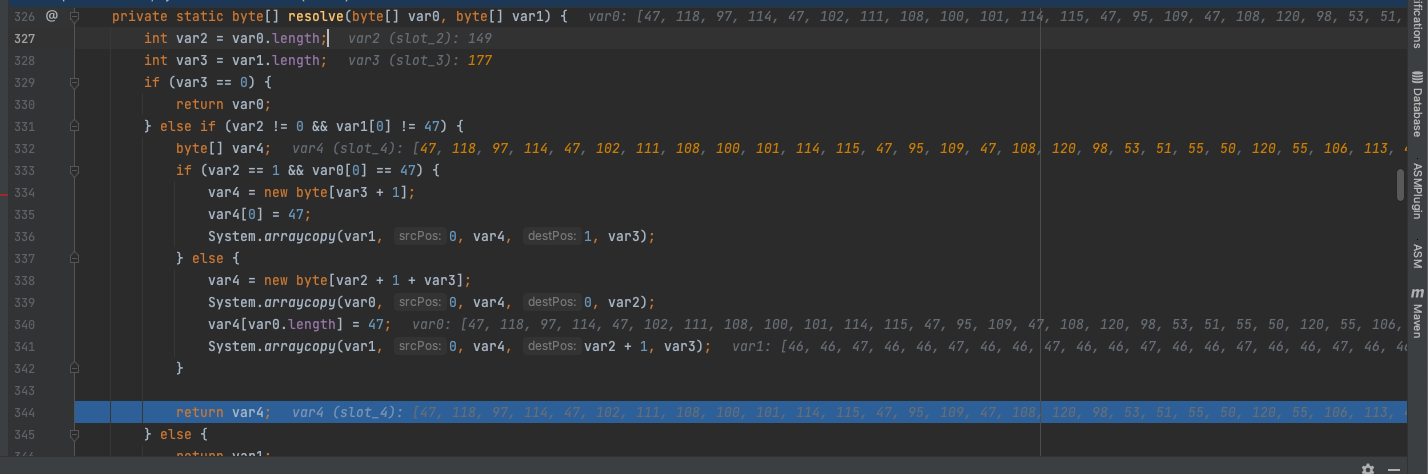 326 @ private static byte[] resolve(byte[] var0, byte[] var1) { var0: [47, 118, 97, 114, 47, 102, 111, 108, 100, 101, 114, 115, 47, 95, 109, 47, 108, 120, 98, 53, 51,
327 int var2 = var0.length; var2 (slot_2): 149
328 int var3 = var1.length; var3 (slot_3): 177
329 if (var3 == 0) {
330 return var0;
331 } else if (var2 != 0 && var1[0] != 47) {
332 byte[] var4; var4 (slot_4): [47, 118, 97, 114, 47, 102, 111, 108, 100, 101, 114, 115, 47, 95, 109, 47, 108, 120, 98, 53, 51, 55, 50, 120, 55, 106, 113, 4
333 if (var2 == 1 && var0[0] == 47) {
334 var4 = new byte[var3 + 1];
335 var4[0] = 47;
336 System.arraycopy(var1, srcPos: 0, var4, destPos: 1, var3);
337 } else {
338 var4 = new byte[var2 + 1 + var3];
339 System.arraycopy(var0, srcPos: 0, var4, destPos: 0, var2);
340 var4[var0.length] = 47; var0: [47, 118, 97, 114, 47, 102, 111, 108, 100, 101, 114, 115, 47, 95, 109, 47, 108, 120, 98, 53, 51, 55, 50, 120, 55, 106,
341 System.arraycopy(var1, srcPos: 0, var4, destPos: var2 + 1, var3); var1: [46, 46, 47, 46, 46, 47, 46, 46, 47, 46, 46, 47, 46, 46, 47, 46, 46, 47, 46, 46
342 }
343
344 return var4; var4 (slot_4): [47, 118, 97, 114, 47, 102, 111, 108, 100, 101, 114, 115, 47, 95, 109, 47, 108, 120, 98, 53, 51, 55, 50, 120, 55, 106, 113,
345 } else {
return var1;
ifications
Database
ASMPlugin
ASM
m Maven